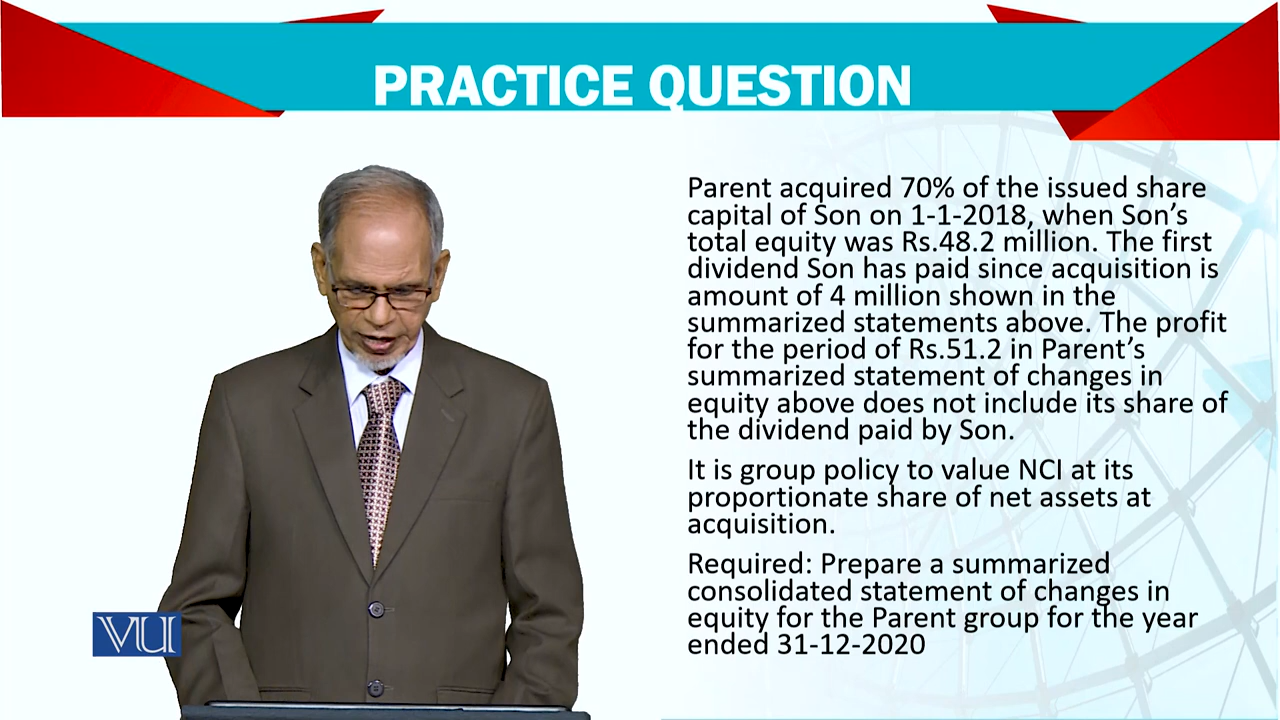 PRACTICE QUESTION
Parent acquired 70% of the issued share
capital of Son on 1-1-2018, when Son’s
total equity was Rs.48.2 million. The first
dividend Son has paid since acquisition is
amount of 4 million shown in the
summarized statements above. The profit
for the period of Rs.51.2 in Parent’s
summarized statement of changes in
equity above does not include its share of
the dividend paid by Son.
It is group policy to value NCI at its
proportionate share of net assets at
acquisition.
Required: Prepare a summarized
consolidated statement of changes in
equity for the Parent group for the year
ended 31-12-2020
VU